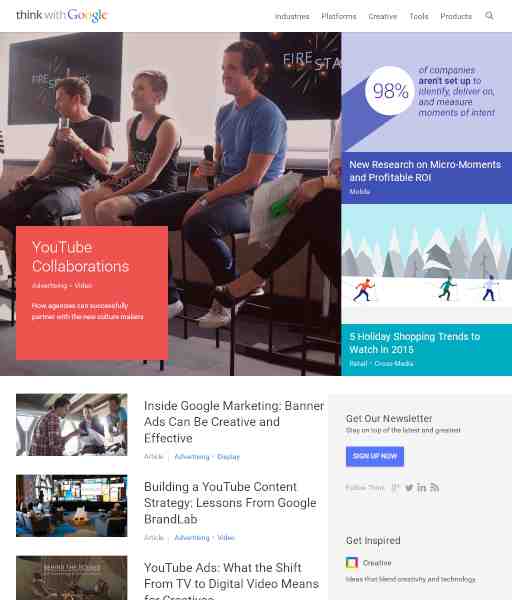 think with Google
Industries Platforms Creative Tools Products
FIRE
FIRE
STA
98%
of companies
aren't set up to
identify, deliver on,
and measure
moments of intent
New Research on Micro-Moments
and Profitable ROI
Mobile
YouTube
Collaborations
Advertising • Video
How agencies can successfully
partner with the new culture makers
5 Holiday Shopping Trends to
Watch in 2015
Retail • Cross-Media
Inside Google Marketing: Banner
Ads Can Be Creative and
Effective
Article | Advertising • Display
Building a YouTube Content
Strategy: Lessons From Google
BrandLab
Article | Advertising • Video
BEHIND THE BOARDS
YouTube Ads: What the Shift
From TV to Digital Video Means
for Creatives
Get Our Newsletter
Stay on top of the latest and greatest
SIGN UP NOW
Follow Think
Get Inspired
Creative
Ideas that blend creativity and technology.